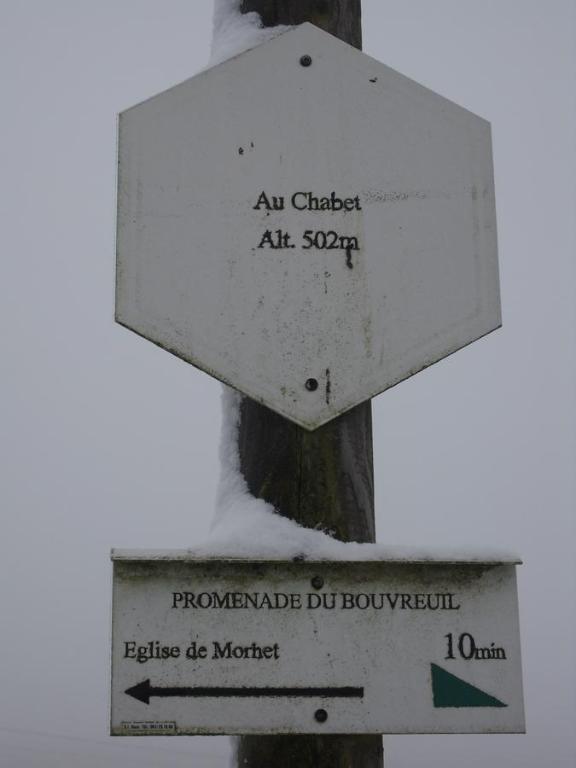 Au Chabet
Alt. 502m
PROMENADE DU BOUVREUIL
Eglise de Morhet
10min